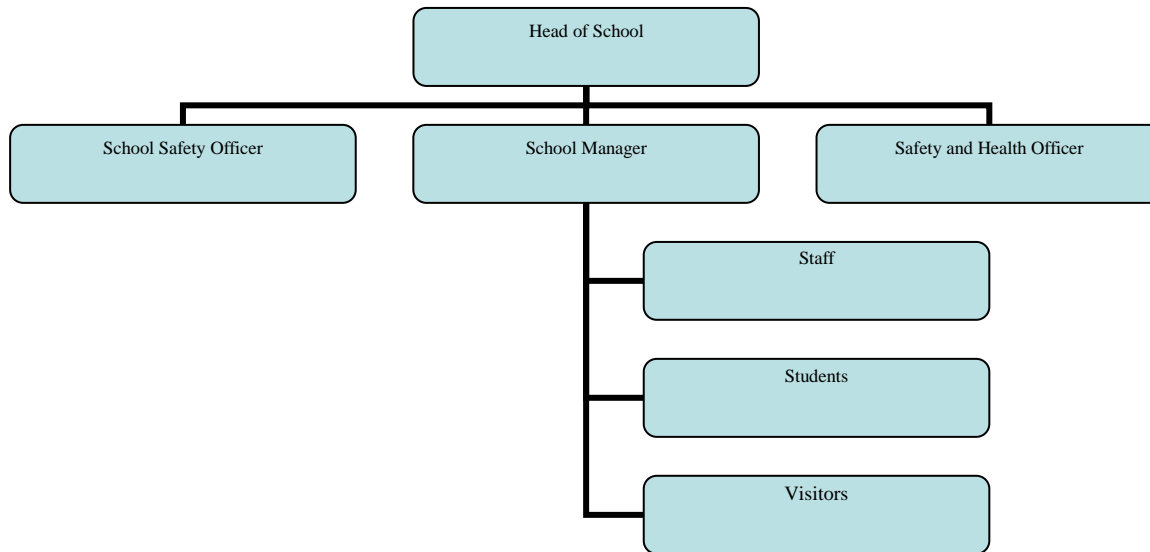 Head of School
School Safety Officer
School Manager
Safety and Health Officer
Staff
Students
Visitors